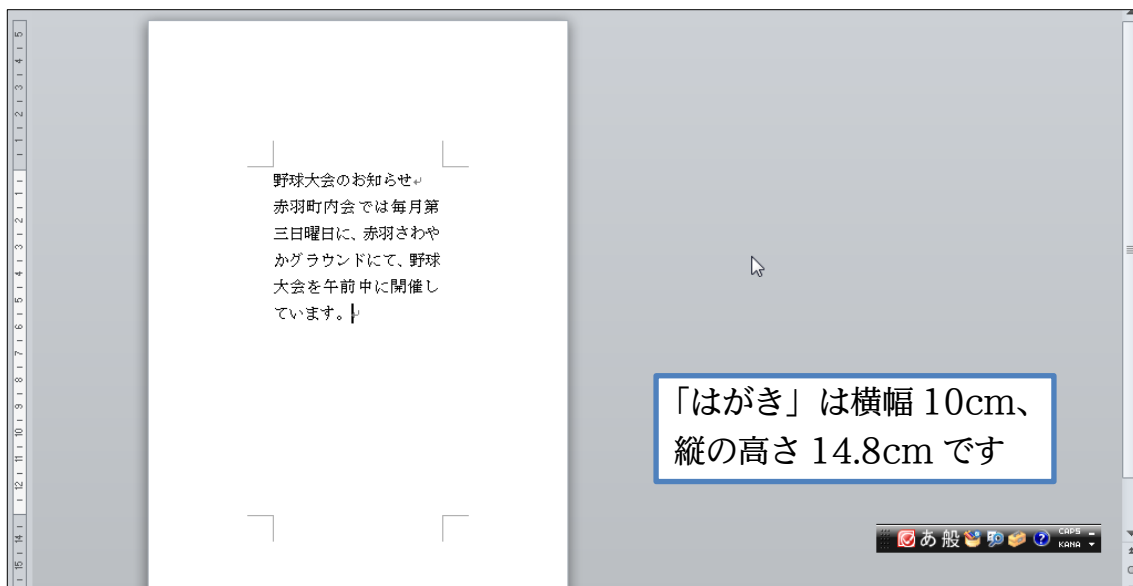 野球大会のお知らせ↵
赤羽町内会では毎月第
三日曜日に、赤羽さわや
かグラウンドにて、野球
大会を午前中に開催し
ています。↵
「はがき」は横幅 10cm、
縦の高さ 14.8cm です
あ 般 CAPS
KANA